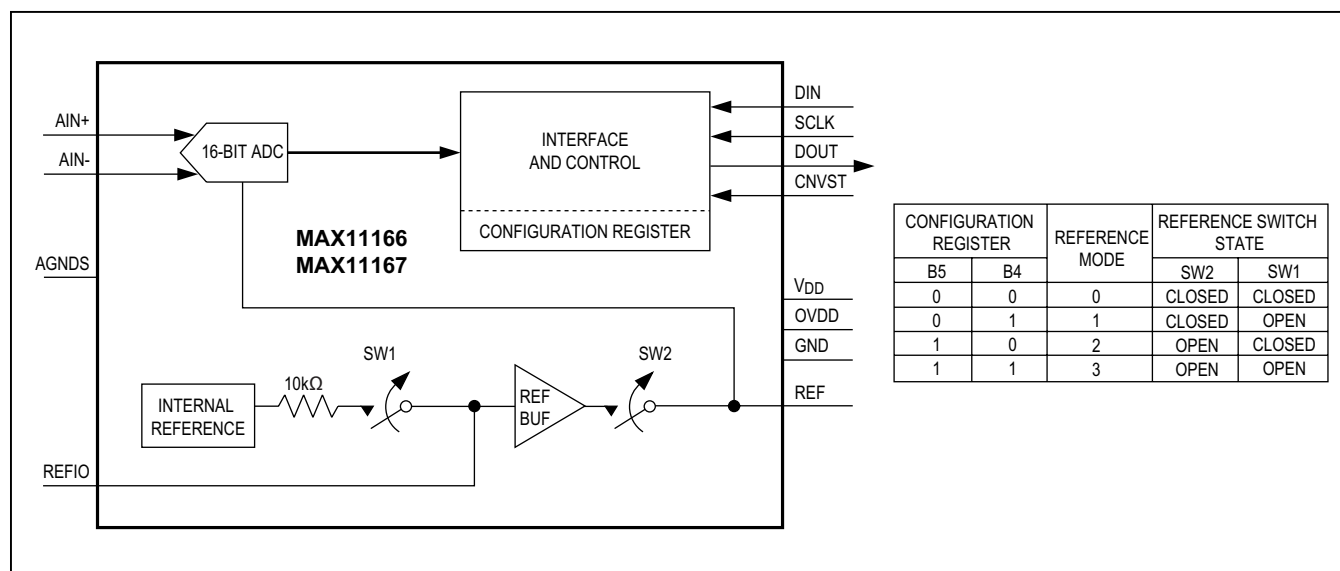 AIN+
AIN-
16-BIT ADC
INTERFACE
AND CONTROL
CONFIGURATION REGISTER
DIN
SCLK
DOUT
CNVST
MAX11166
MAX11167
AGNDS
VDD
OVDD
GND
REF
INTERNAL
REFERENCE
10kΩ
SW1
REF
BUF
SW2
REFIO
CONFIGURATION
REGISTER
REFERENCE
MODE
REFERENCE SWITCH
STATE
B5 B4 SW2 SW1
0 0 0 CLOSED CLOSED
0 1 1 CLOSED OPEN
1 0 2 OPEN CLOSED
1 1 3 OPEN OPEN